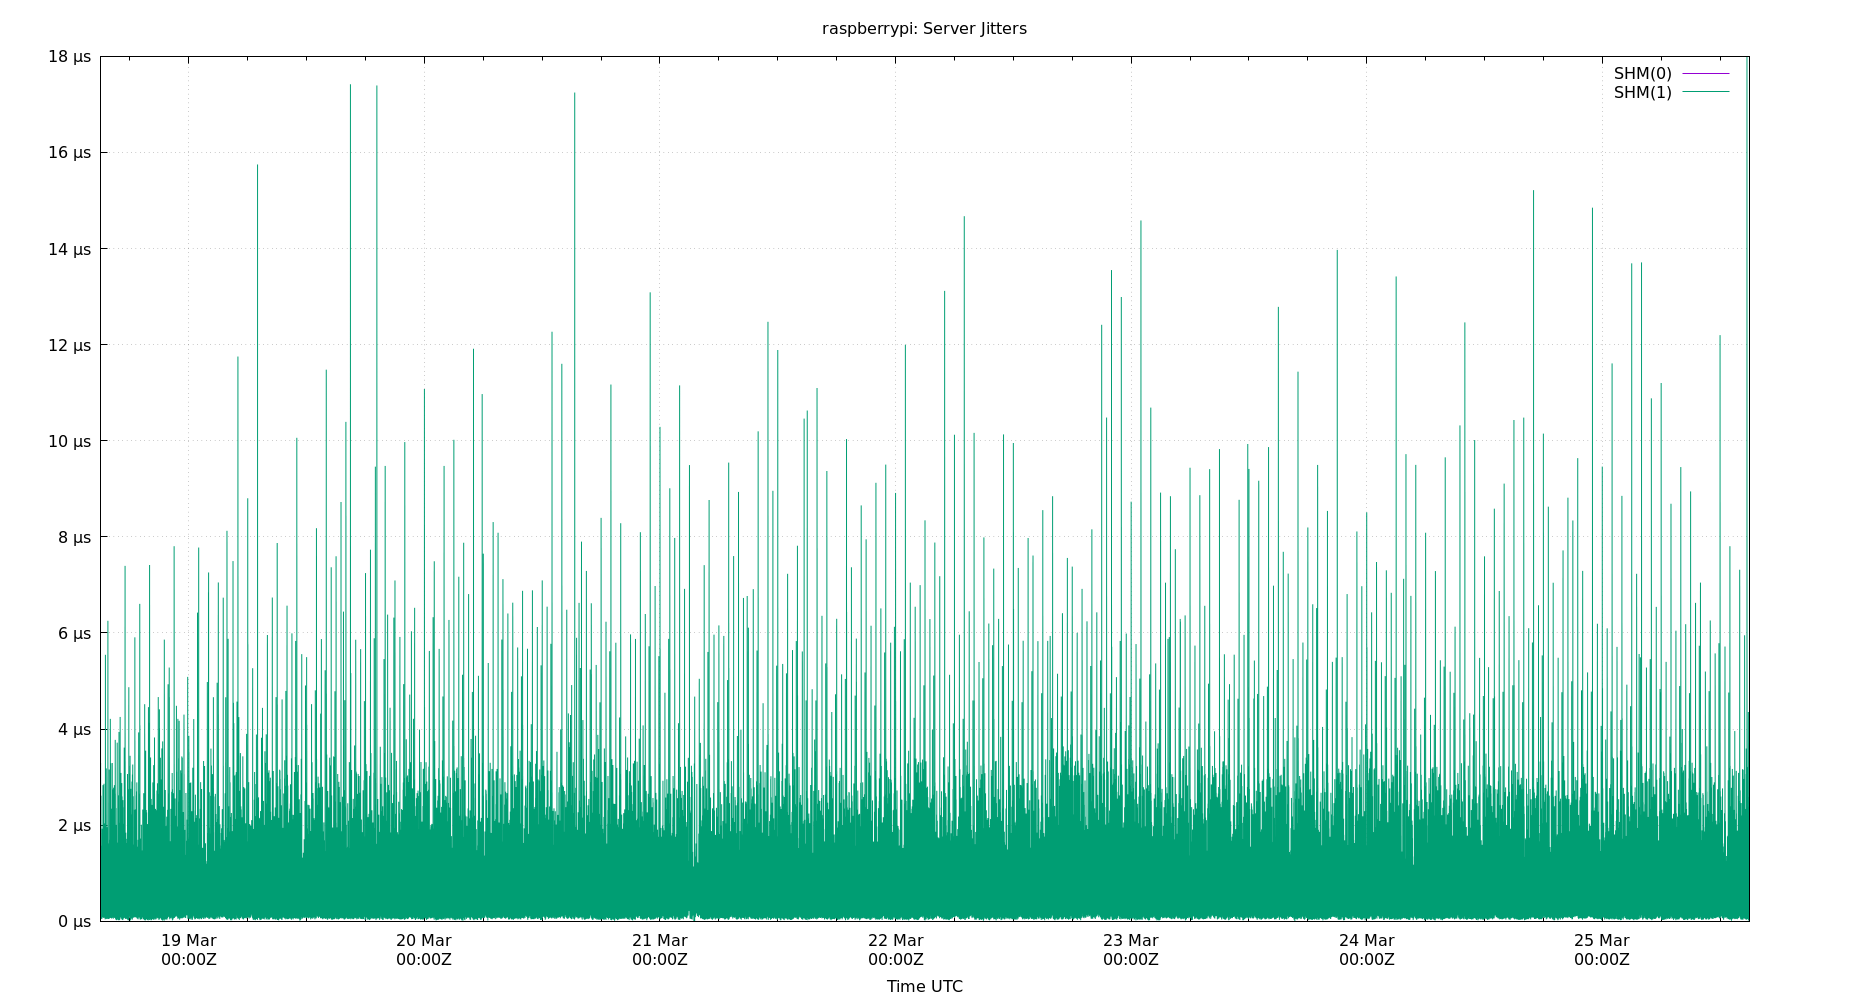 raspberrypi: Server Jitters
18 µs
16 µs
14 µs
12 µs
10 µs
8 µs
6 µs
4 µs
2 µs
0 µs
SHM(0)
SHM(1)
19 Mar
00:00Z
20 Mar
00:00Z
21 Mar
00:00Z
22 Mar
00:00Z
23 Mar
00:00Z
24 Mar
00:00Z
25 Mar
00:00Z
Time UTC